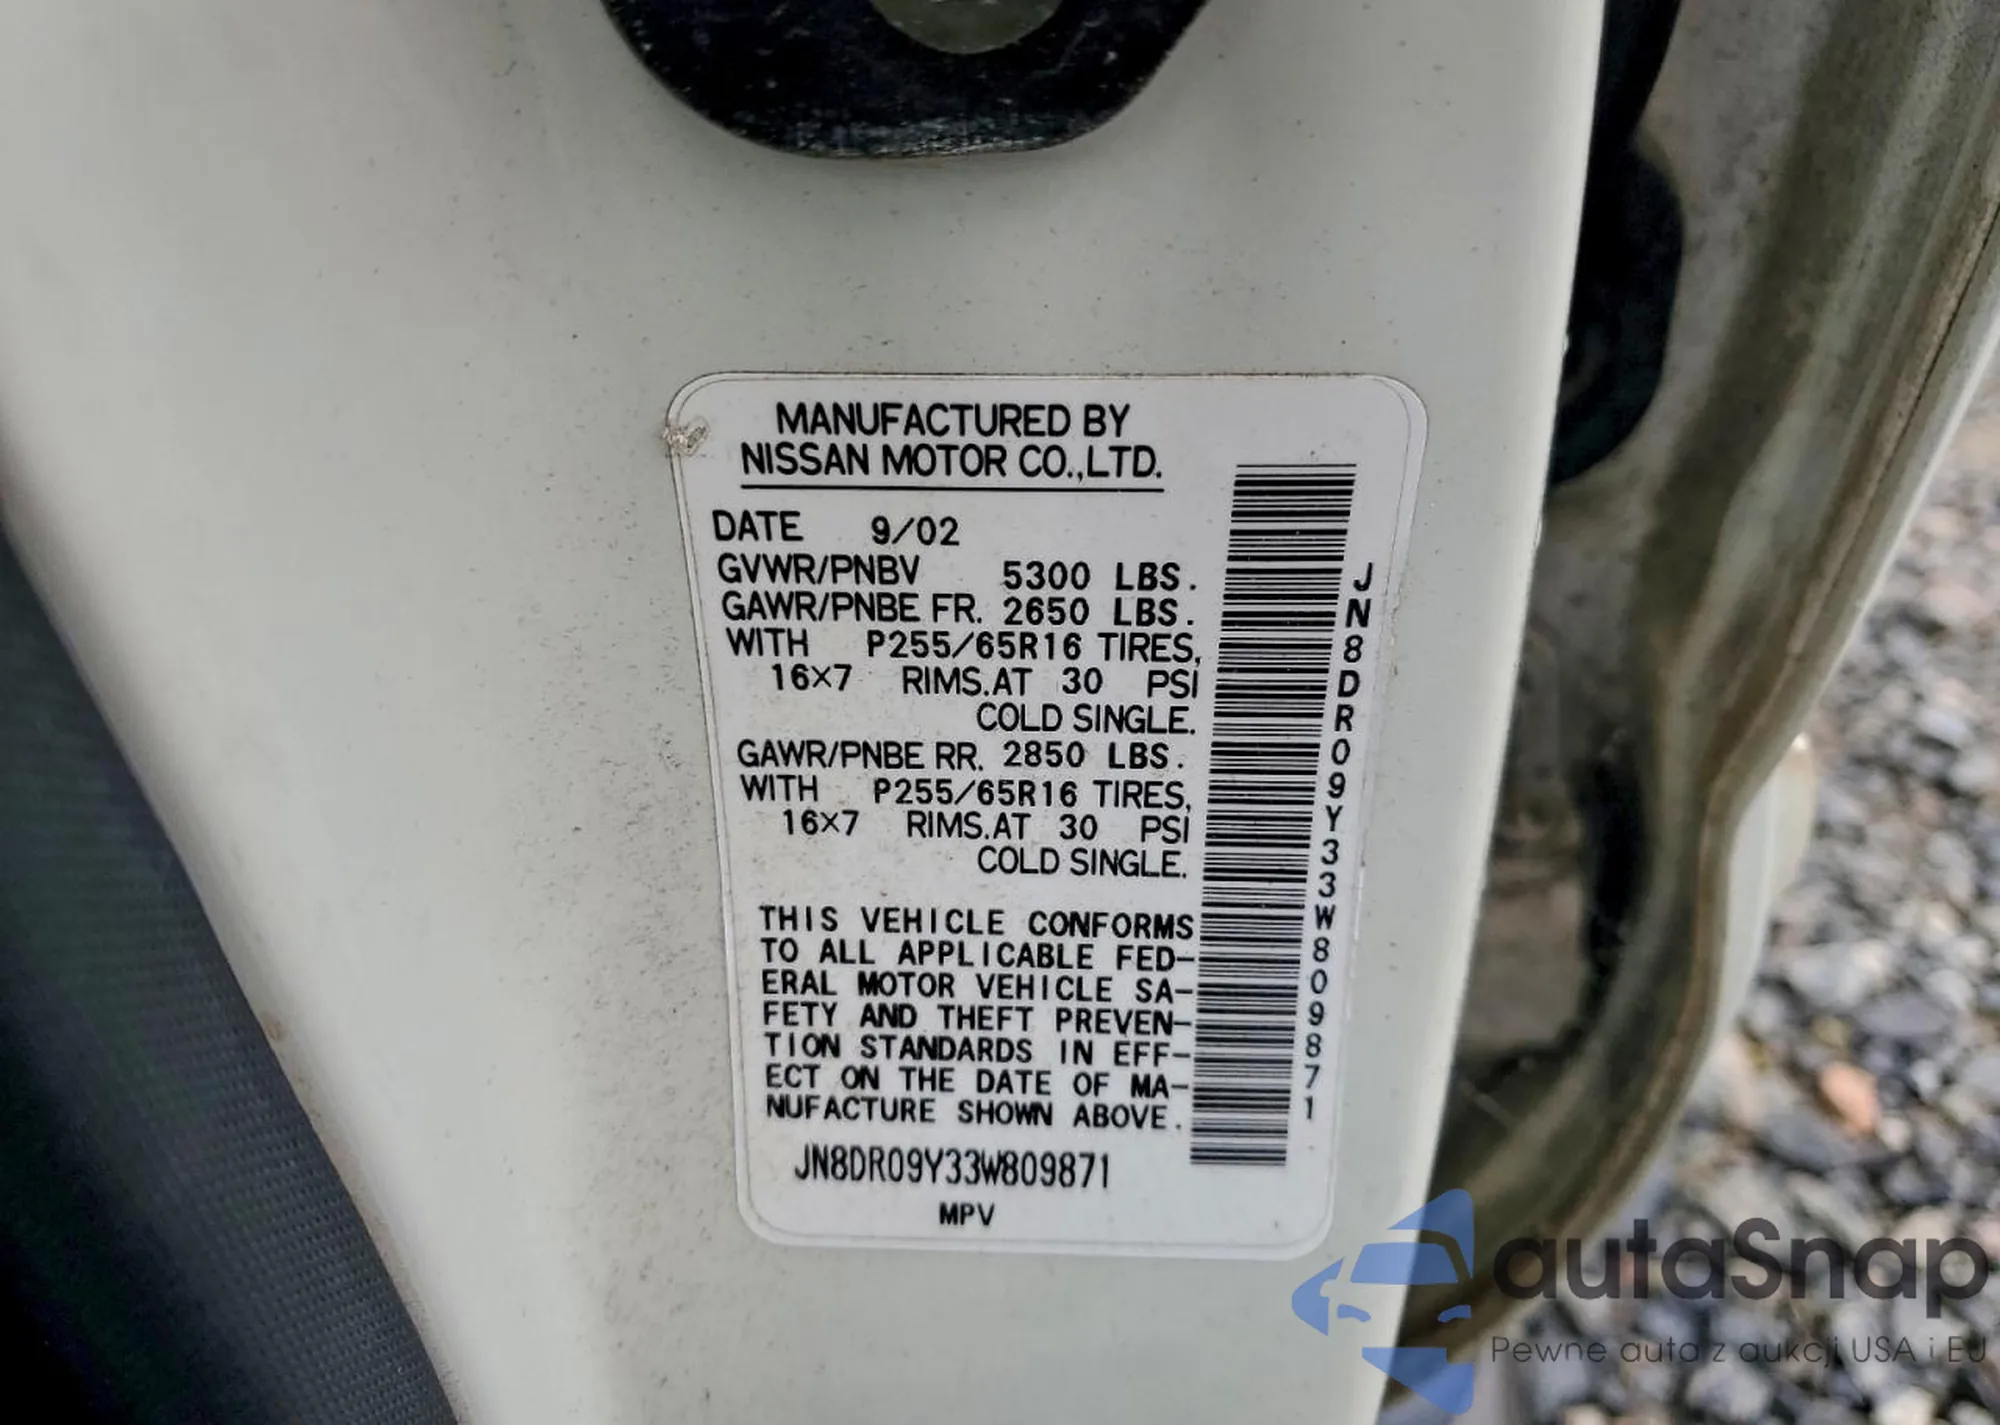 MANUFACTURED BY
NISSAN MOTOR CO.,LTD.
DATE 9/02
GVWR/PNBV 5300 LBS.
GAWR/PNBE FR. 2650 LBS.
WITH P255/65R16 TIRES,
16×7 RIMS.AT 30 PSI
COLD SINGLE.
GAWR/PNBE RR. 2850 LBS.
WITH P255/65R16 TIRES,
16×7 RIMS.AT 30 PSI
COLD SINGLE.
THIS VEHICLE CONFORMS
TO ALL APPLICABLE FED-
ERAL MOTOR VEHICLE SA-
FETY AND THEFT PREVEN-
TION STANDARDS IN EFF-
ECT ON THE DATE OF MA-
NUFACTURE SHOWN ABOVE.
JN8DR09Y33W809871
MPV
JN8DR09Y33W809871
autaSnap
Pewne auta z aukcji USA i EU